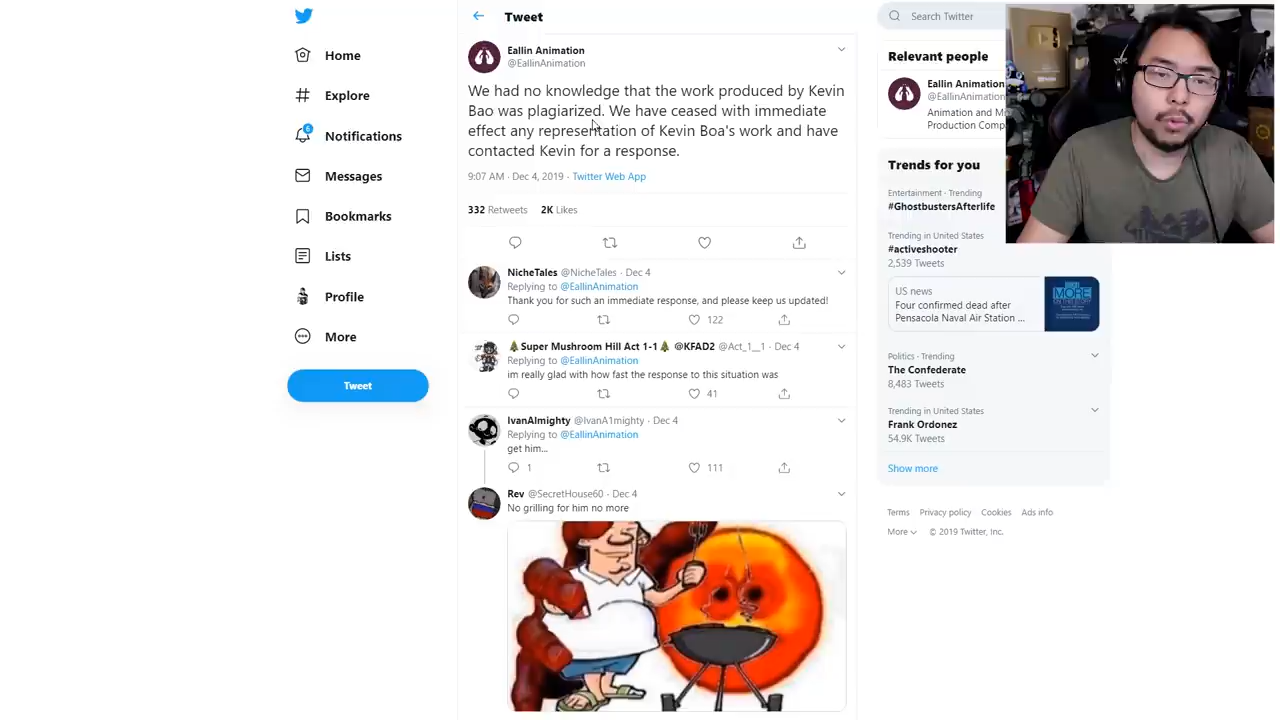 Tweet
Search Twitter
Home
Explore
6
Notifications
Messages
Bookmarks
Lists
Profile
More
Tweet
Eallin Animation
@EallinAnimation
We had no knowledge that the work produced by Kevin
Bao was plagiarized. We have ceased with immediate
effect any representation of Kevin Boa's work and have
contacted Kevin for a response.
9:07 AM · Dec 4, 2019 · Twitter Web App
332 Retweets 2K Likes
NicheTales @NicheTales · Dec 4
Replying to @EallinAnimation
Thank you for such an immediate response, and please keep us updated!
122
🎄Super Mushroom Hill Act 1-1🎄 @KFAD2 @Act_1__1 · Dec 4
Replying to @EallinAnimation
im really glad with how fast the response to this situation was
41
IvanAlmighty @IvanA1mighty · Dec 4
Replying to @EallinAnimation
get him...
1 111
Rev @SecretHouse60 · Dec 4
No grilling for him no more
Relevant people
Eallin Animation
@EallinAnimation
Animation and Mo
Production Comp
Trends for you
Entertainment · Trending
#GhostbustersAfterlife
Trending in United States
#activeshooter
2,539 Tweets
US news
Four confirmed dead after
Pensacola Naval Air Station ...
Politics · Trending
The Confederate
8,483 Tweets
Trending in United States
Frank Ordonez
54.9K Tweets
Show more
Terms Privacy policy Cookies Ads info
More © 2019 Twitter, Inc.